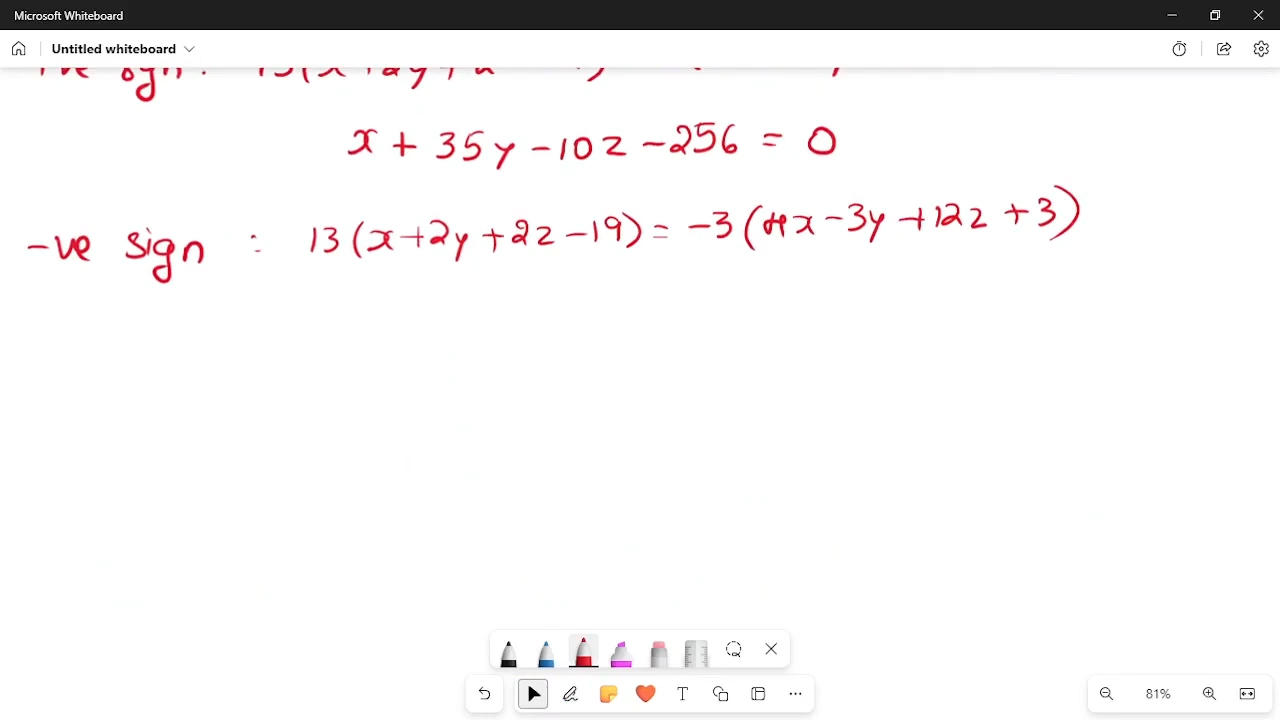 Microsoft Whiteboard
Untitled whiteboard
x + 35y - 10z - 256 = 0
-ve sign : 13(x+2y+2z-19) = -3(4x-3y+12z+3)
81%